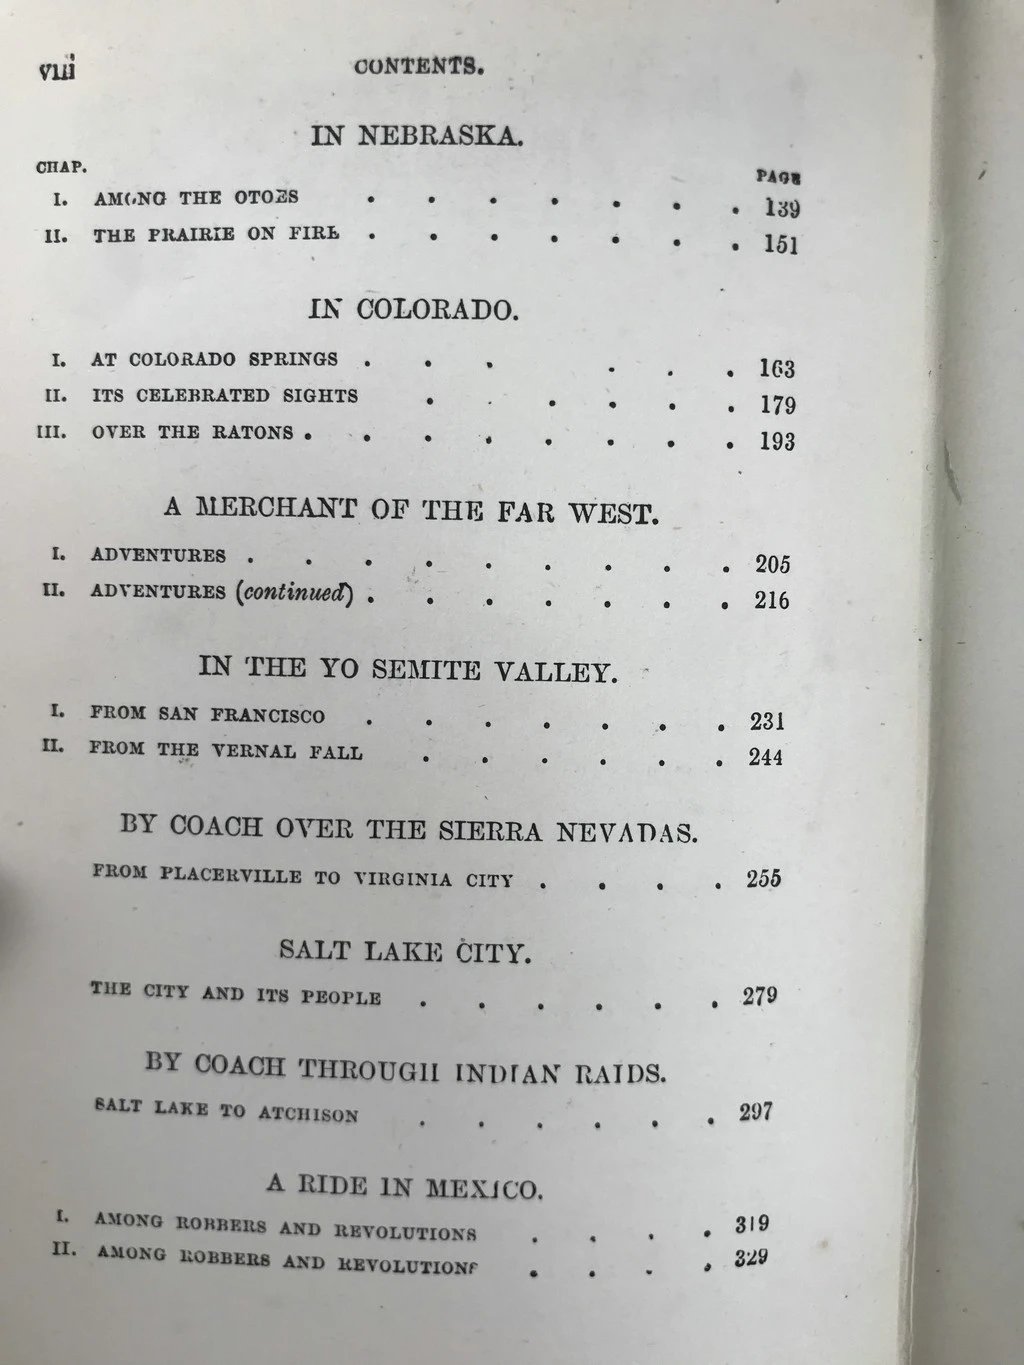 viii CONTENTS.
IN NEBRASKA.
CHAP. PAGE
I. AMONG THE OTOES . . . . . . . 139
II. THE PRAIRIE ON FIRE . . . . . . . 151
IN COLORADO.
I. AT COLORADO SPRINGS . . . . . . 163
II. ITS CELEBRATED SIGHTS . . . . . . 179
III. OVER THE RATONS . . . . . . . . 193
A MERCHANT OF THE FAR WEST.
I. ADVENTURES . . . . . . . . . 205
II. ADVENTURES (continued) . . . . . . . 216
IN THE YO SEMITE VALLEY.
I. FROM SAN FRANCISCO . . . . . . . 231
II. FROM THE VERNAL FALL . . . . . . 244
BY COACH OVER THE SIERRA NEVADAS.
FROM PLACERVILLE TO VIRGINIA CITY . . . . 255
SALT LAKE CITY.
THE CITY AND ITS PEOPLE . . . . . . 279
BY COACH THROUGH INDIAN RAIDS.
SALT LAKE TO ATCHISON . . . . . . 297
A RIDE IN MEXICO.
I. AMONG ROBBERS AND REVOLUTIONS . . . . 319
II. AMONG ROBBERS AND REVOLUTIONS . . . . 329